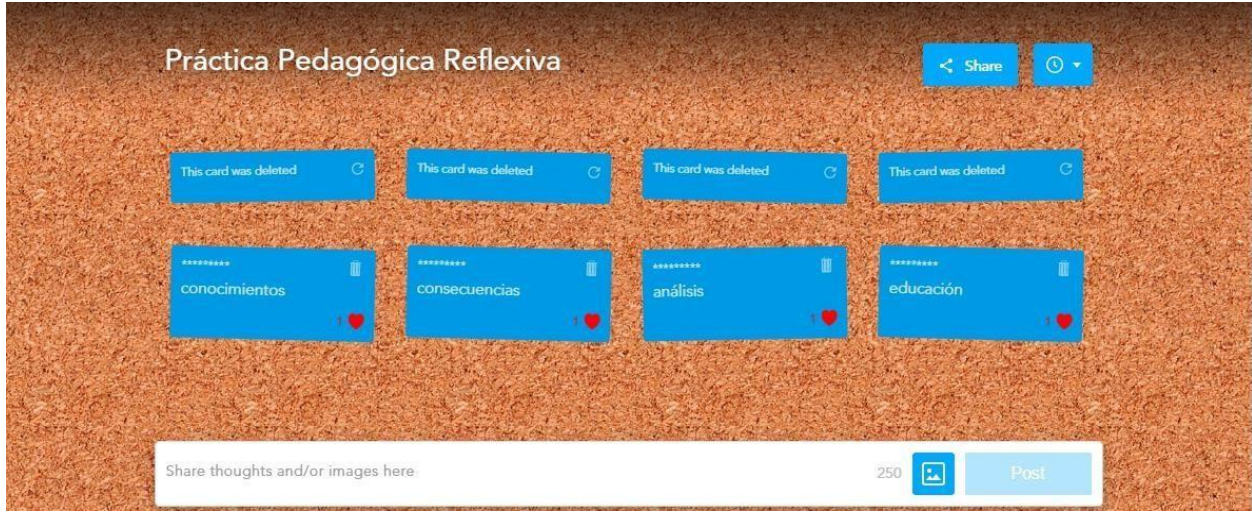 Práctica Pedagógica Reflexiva
Share
This card was deleted
This card was deleted
This card was deleted
This card was deleted
*********
conocimientos
1
*********
consecuencias
1
*********
análisis
1
*********
educación
1
Share thoughts and/or images here
250
Post